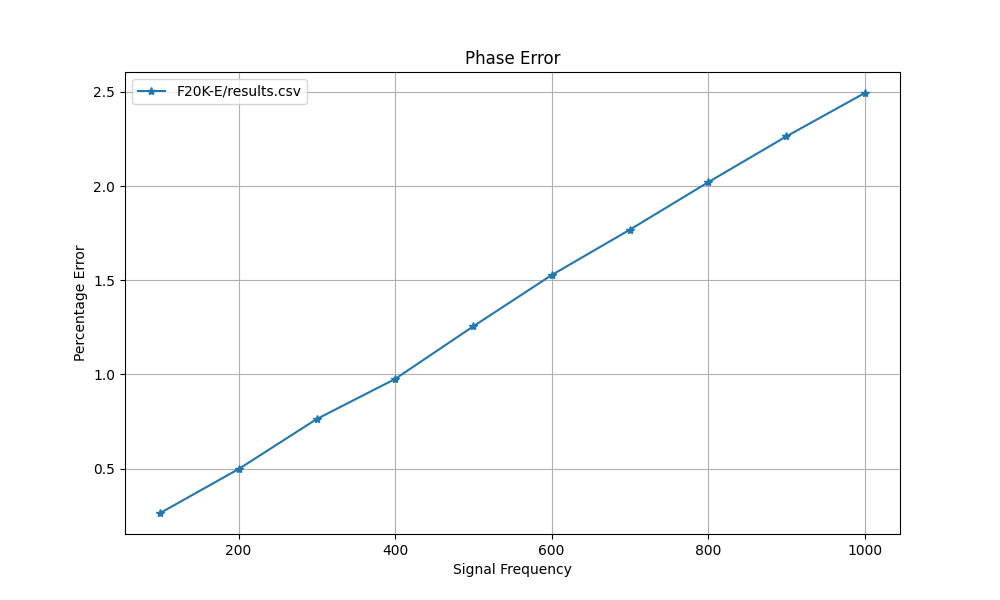 Phase Error
F20K-E/results.csv
Percentage Error
2.5
2.0
1.5
1.0
0.5
200 400 600 800 1000
Signal Frequency